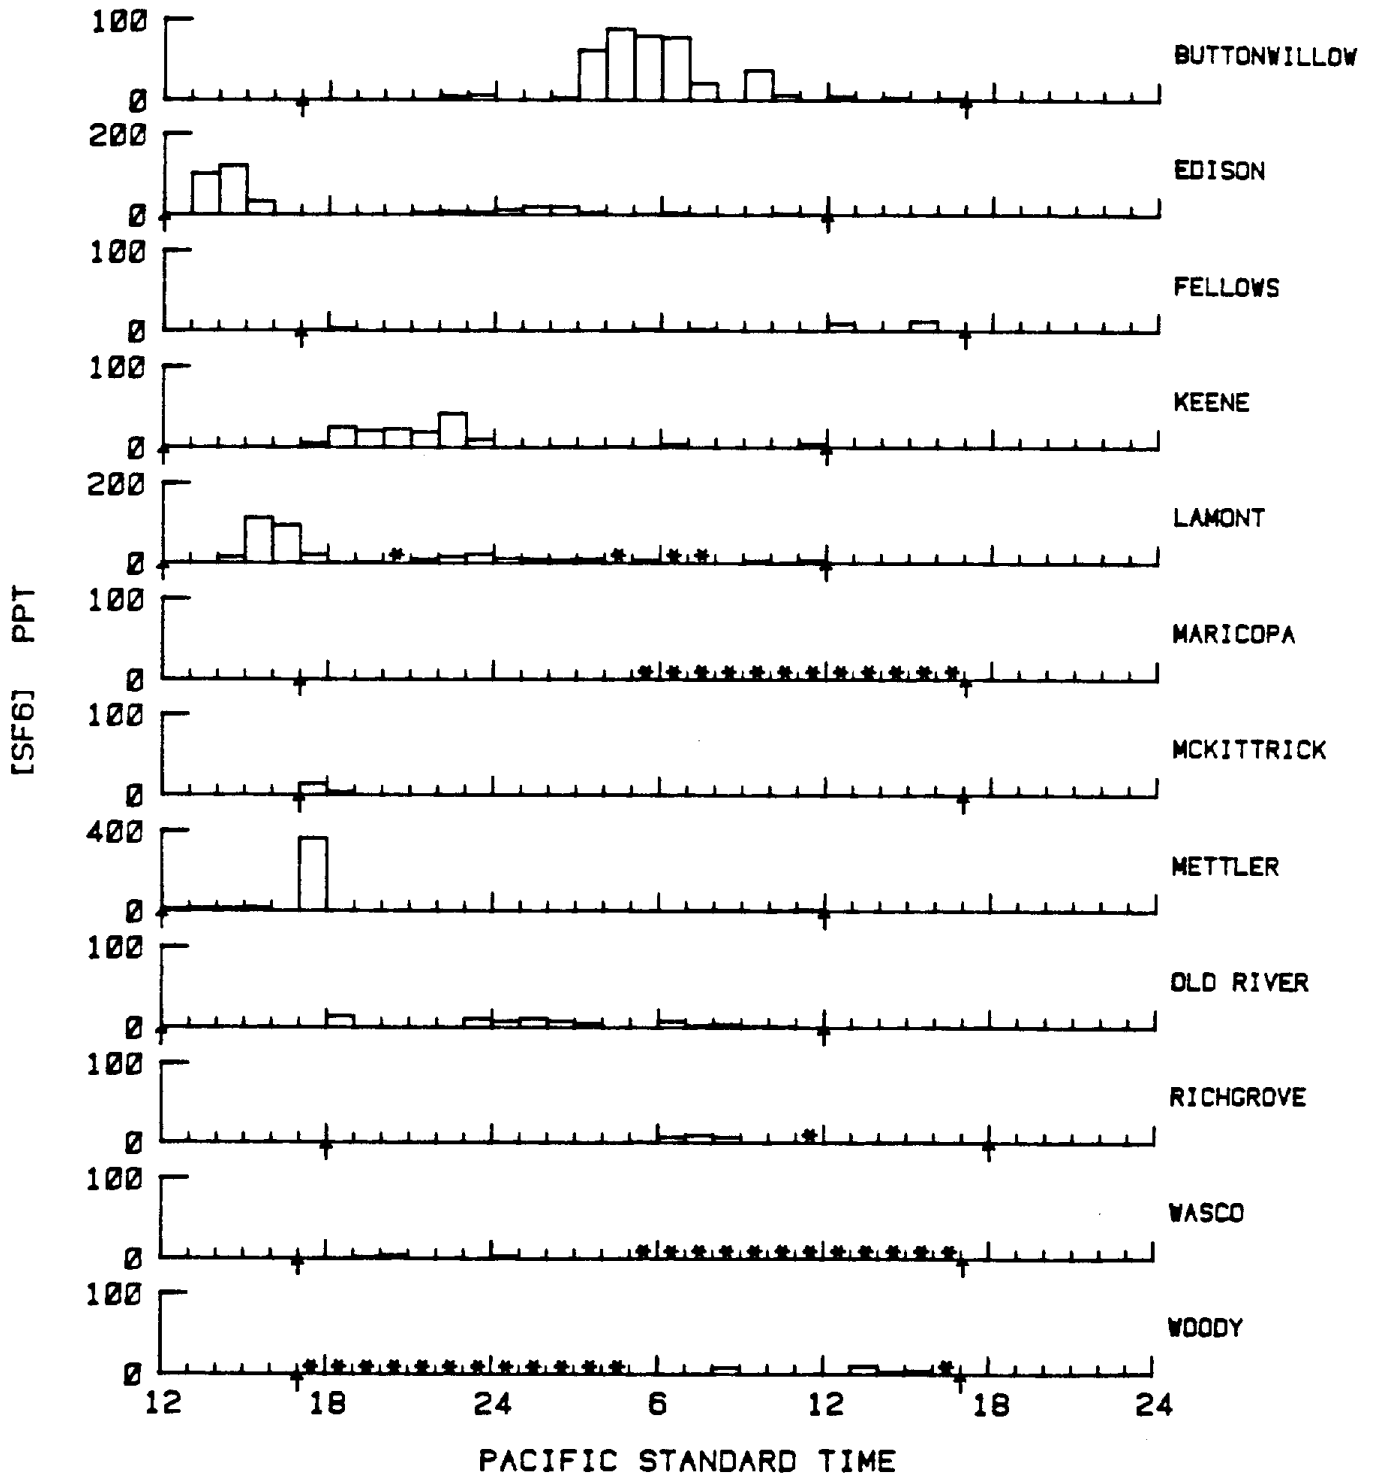 100
BUTTONWILLOW
0
200
EDISON
0
100
FELLOWS
0
100
KEENE
0
200
LAMONT
0
[SF6] PPT
100
MARICOPA
0
* * * * * * * * * * * *
100
MCKITTRICK
0
400
METTLER
0
100
OLD RIVER
0
100
RICHGROVE
0
100
WASCO
0
100
WOODY
0
12 18 24 6 12 18 24
PACIFIC STANDARD TIME